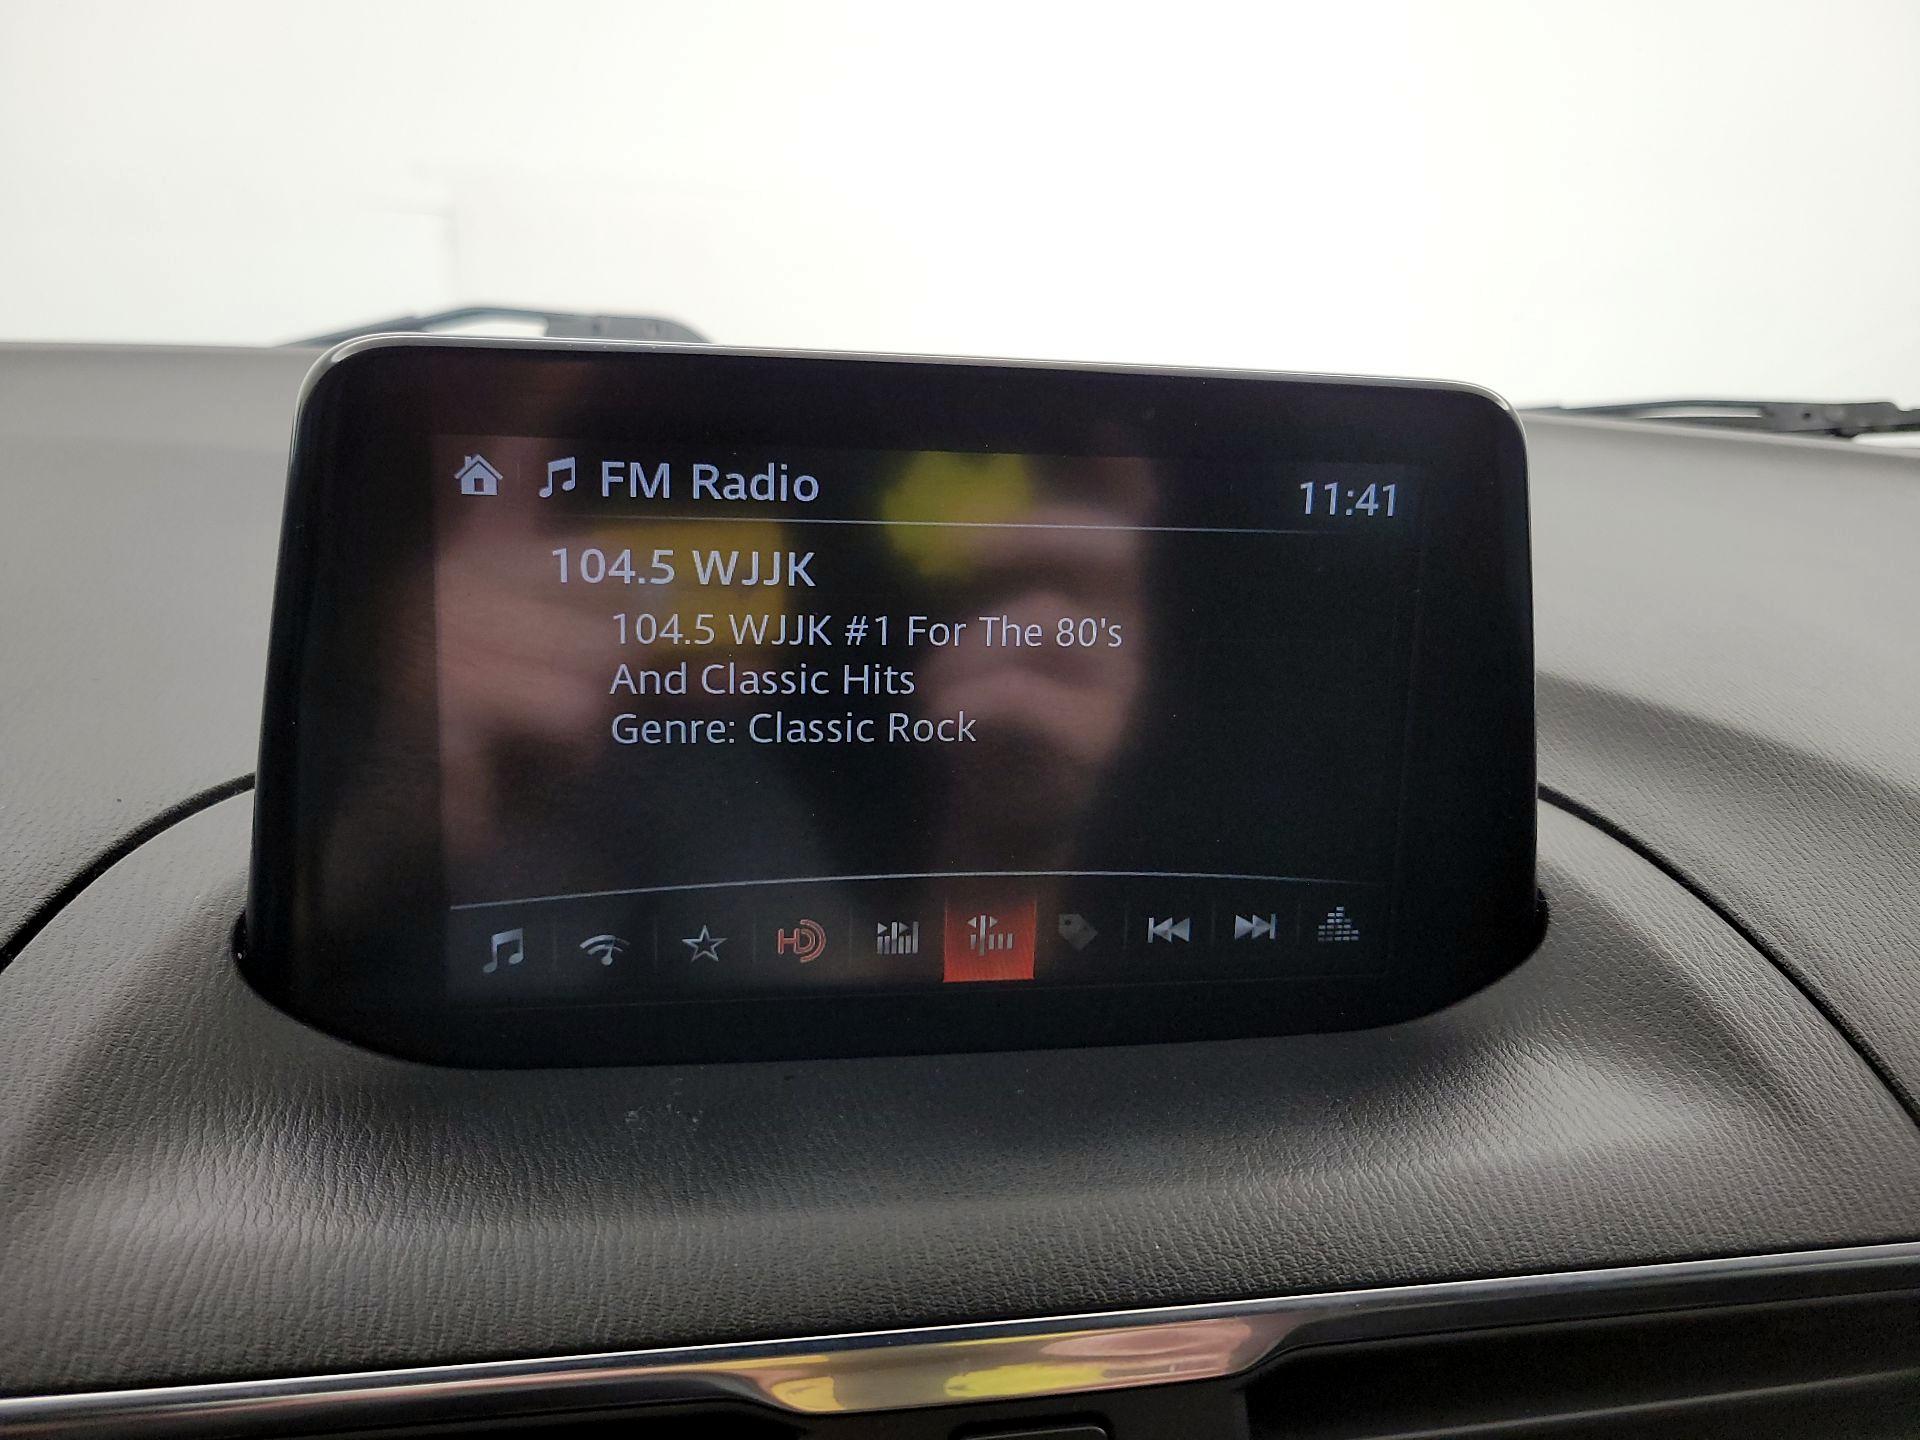 FM Radio
11:41
104.5 WJJK
104.5 WJJK #1 For The 80's
And Classic Hits
Genre: Classic Rock
HD